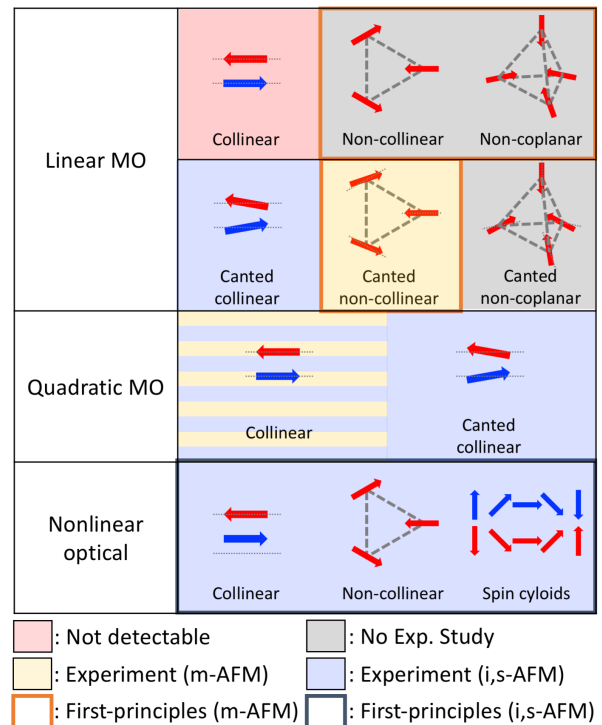 Linear MO
Collinear
Non-collinear
Non-coplanar
Canted
collinear
Canted
non-collinear
Canted
non-coplanar
Quadratic MO
Collinear
Canted
collinear
Nonlinear
optical
Collinear
Non-collinear
Spin cyloids
: Not detectable
: No Exp. Study
: Experiment (m-AFM)
: Experiment (i,s-AFM)
: First-principles (m-AFM)
: First-principles (i,s-AFM)